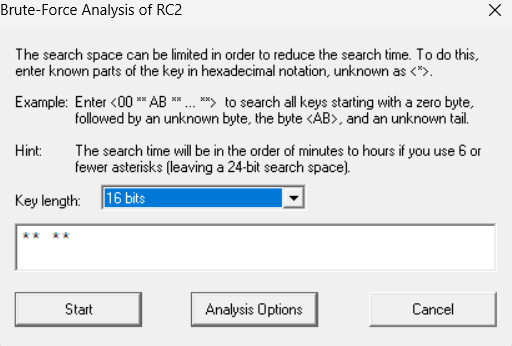 Brute-Force Analysis of RC2
The search space can be limited in order to reduce the search time. To do this,
enter known parts of the key in hexadecimal notation, unknown as <*>.
Example: Enter <00 ** AB ** ... **> to search all keys starting with a zero byte,
followed by an unknown byte, the byte <AB>, and an unknown tail.
Hint: The search time will be in the order of minutes to hours if you use 6 or
fewer asterisks (leaving a 24-bit search space).
Key length: 16 bits
** **
Start Analysis Options Cancel